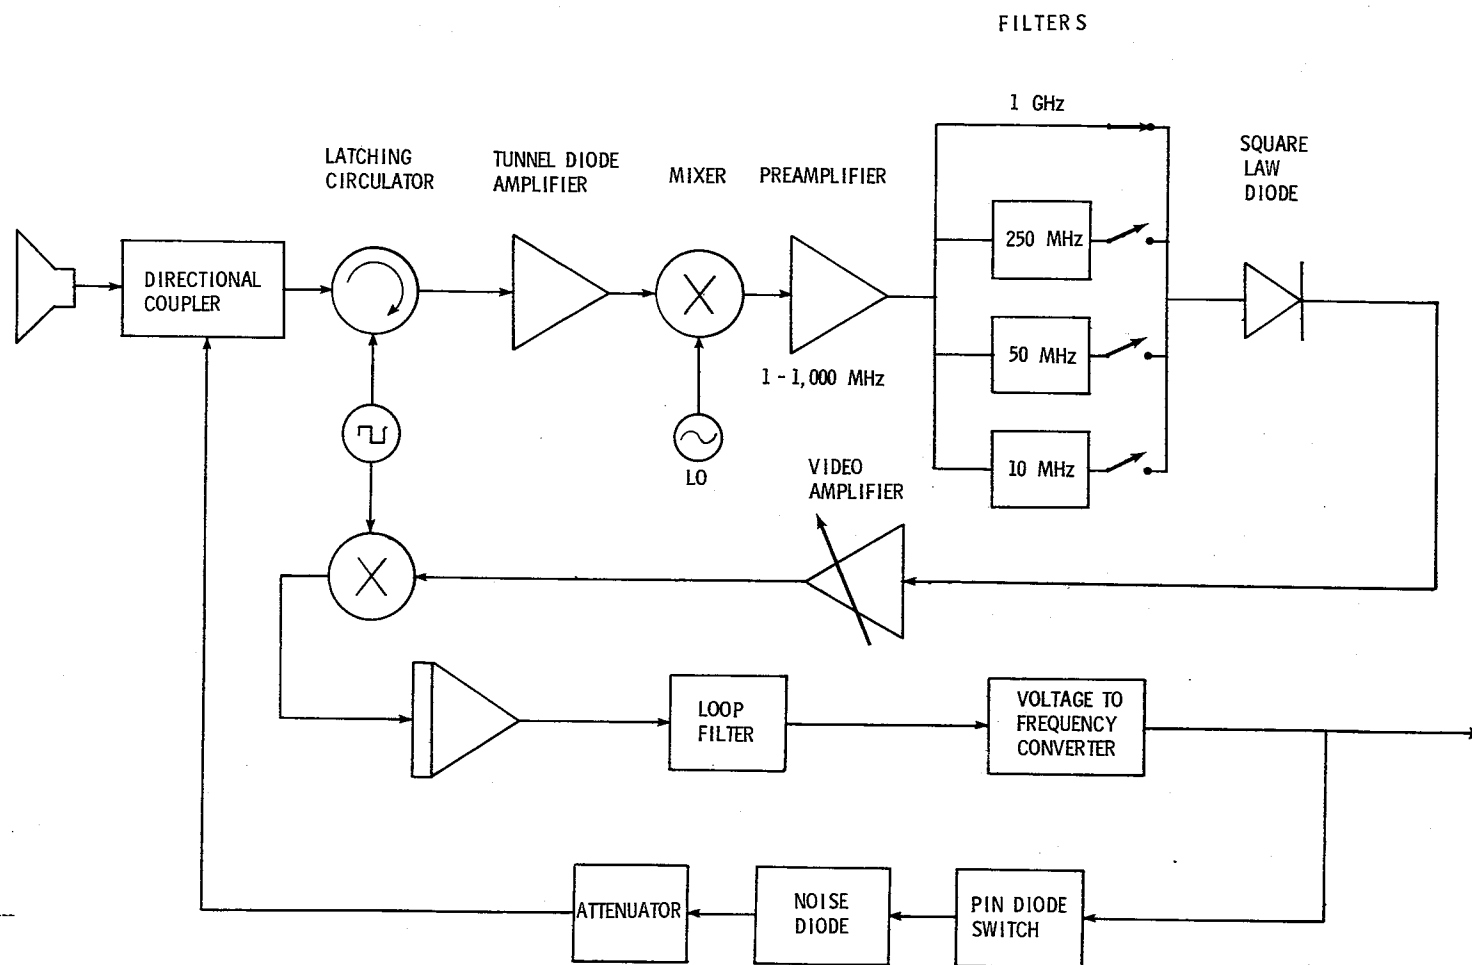 FILTERS
1 GHz
LATCHING
CIRCULATOR
TUNNEL DIODE
AMPLIFIER
MIXER
PREAMPLIFIER
SQUARE
LAW
DIODE
DIRECTIONAL
COUPLER
250 MHz
50 MHz
10 MHz
1 - 1,000 MHz
LO
VIDEO
AMPLIFIER
LOOP
FILTER
VOLTAGE TO
FREQUENCY
CONVERTER
ATTENUATOR
NOISE
DIODE
PIN DIODE
SWITCH